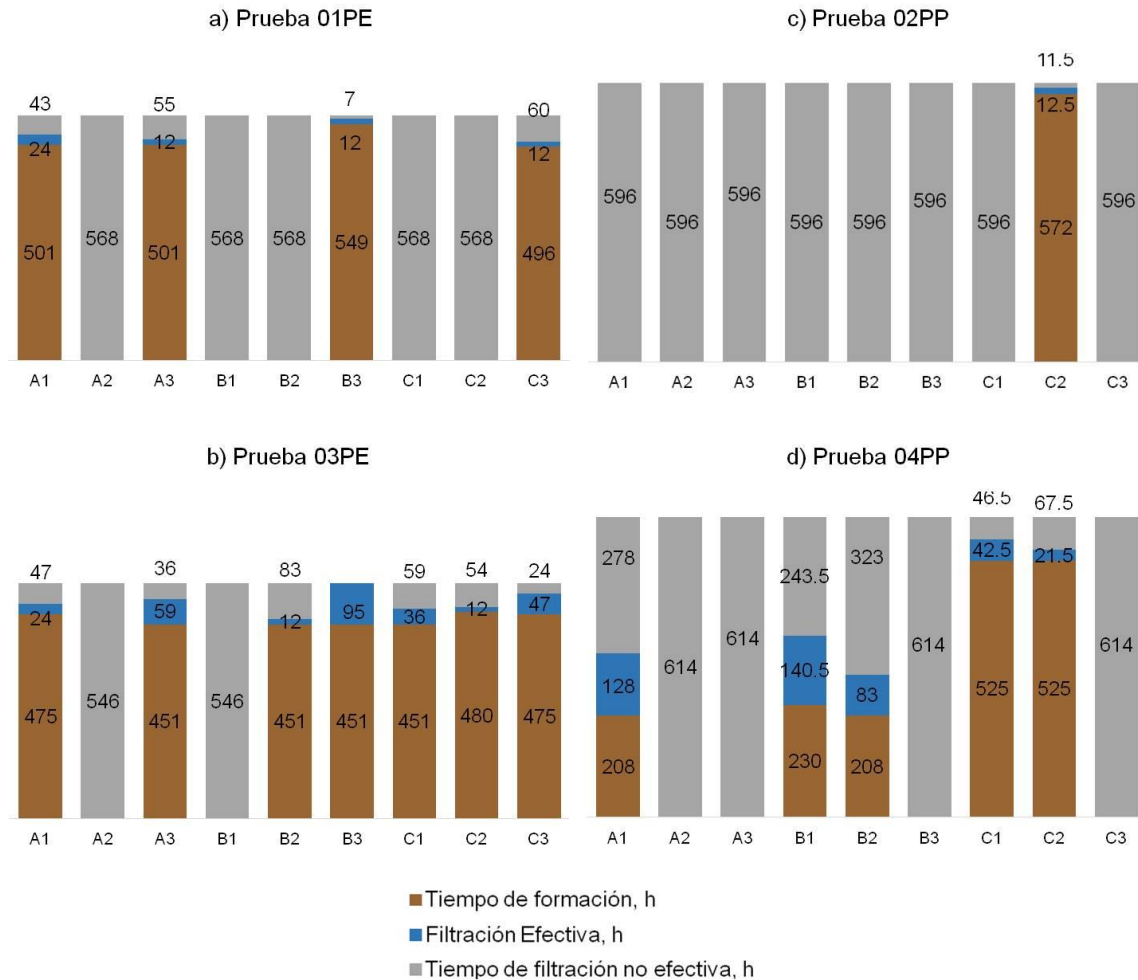 a) Prueba 01PE
43 55 7 60
24 12 12 12
501 568 501 568 568 549 568 568 496
A1 A2 A3 B1 B2 B3 C1 C2 C3
c) Prueba 02PP
11.5
12.5
596 596 596 596 596 596 596 572 596
A1 A2 A3 B1 B2 B3 C1 C2 C3
b) Prueba 03PE
47 36 83 59 54 24
24 59 12 95 36 12 47
475 546 451 546 451 451 451 480 475
A1 A2 A3 B1 B2 B3 C1 C2 C3
d) Prueba 04PP
46.5 67.5
278 243.5 323 42.5 21.5
128 614 614 140.5 83 614 525 525 614
208 230 208
A1 A2 A3 B1 B2 B3 C1 C2 C3
Tiempo de formación, h
Filtración Efectiva, h
Tiempo de filtración no efectiva, h